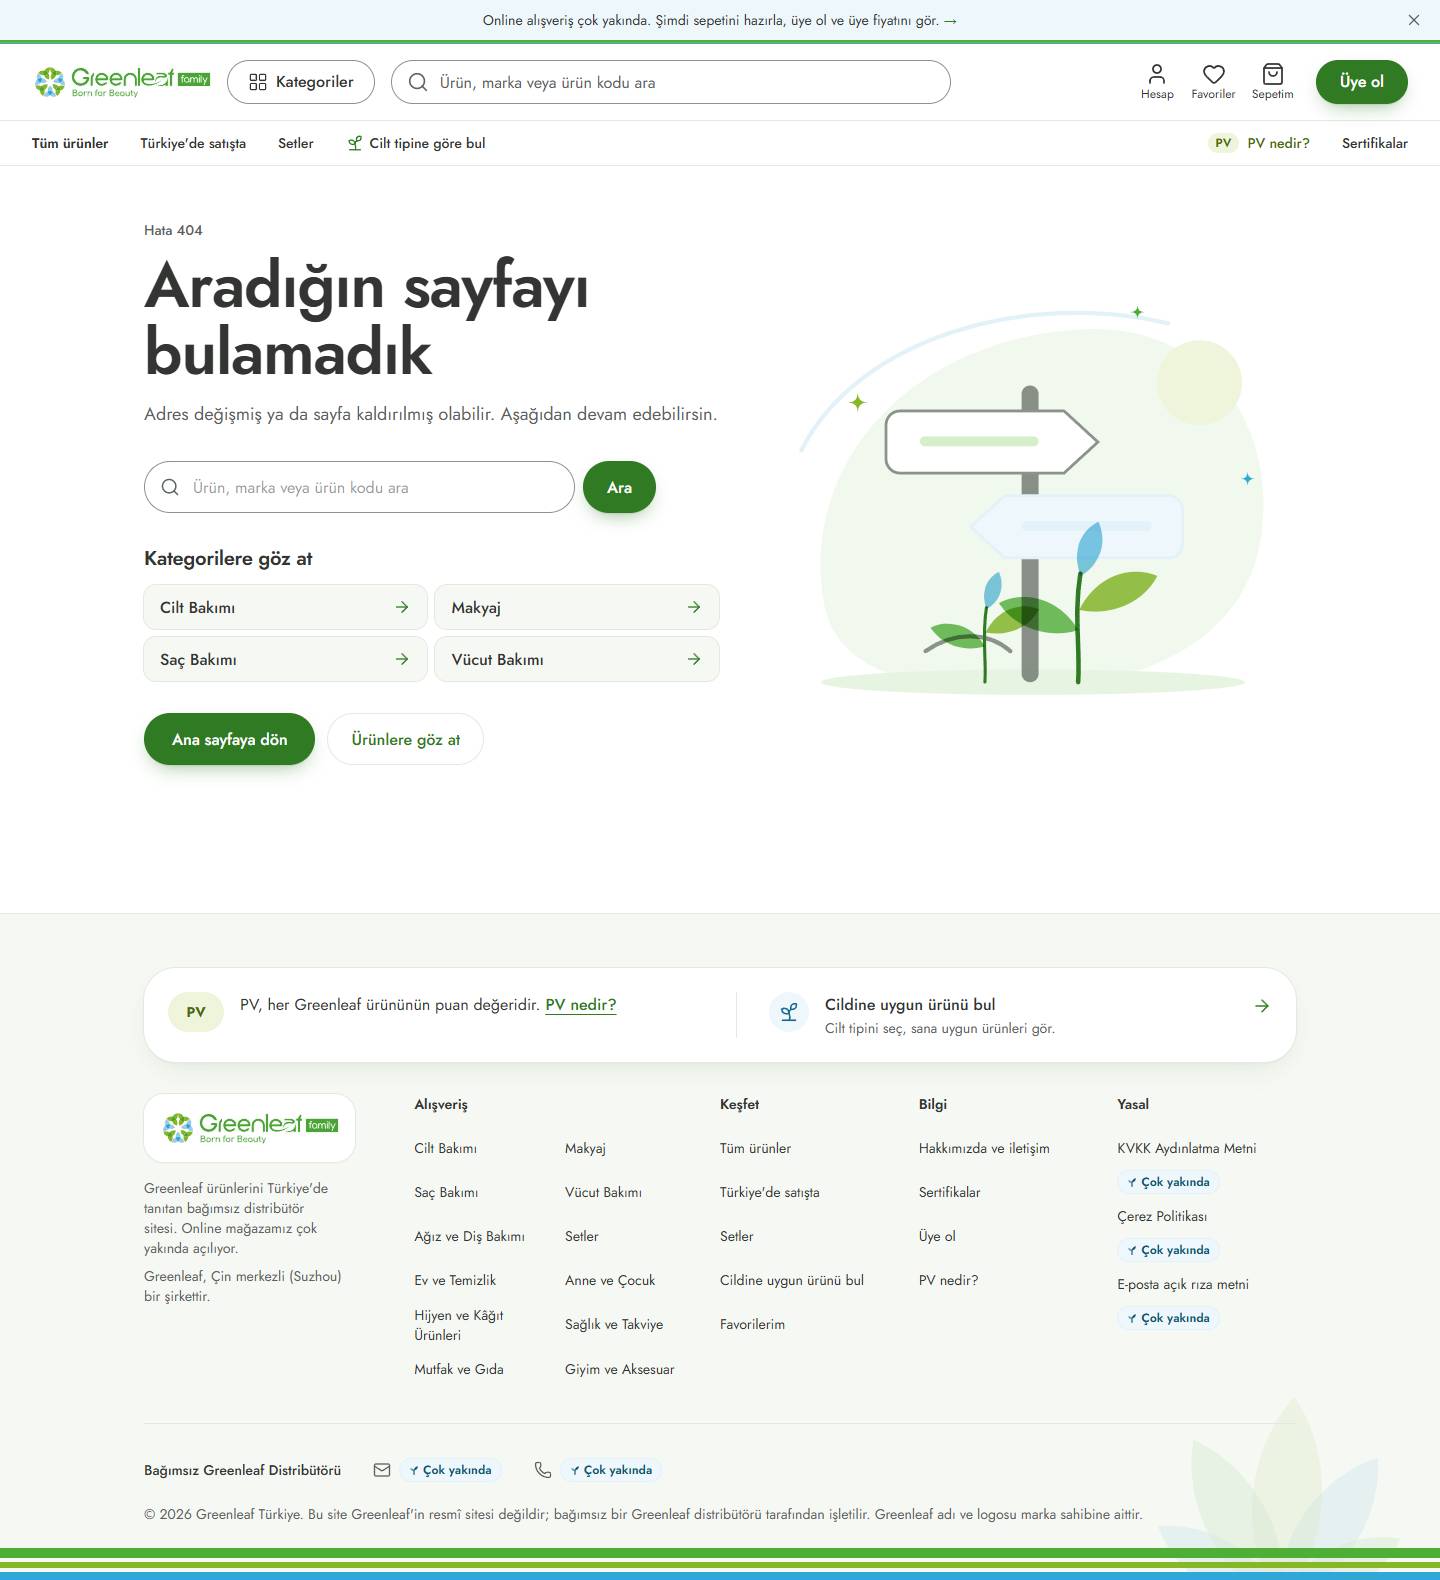 Online alışveriş çok yakında. Şimdi sepetini hazırla, üye ol ve üye fiyatını gör. →
Greenleaf family
Born for Beauty
Kategoriler
Ürün, marka veya ürün kodu ara
Hesap
Favoriler
Sepetim
Üye ol
Tüm ürünler
Türkiye'de satışta
Setler
Cilt tipine göre bul
PV
PV nedir?
Sertifikalar
Hata 404
Aradığın sayfayı
bulamadık
Adres değişmiş ya da sayfa kaldırılmış olabilir. Aşağıdan devam edebilirsin.
Ürün, marka veya ürün kodu ara
Ara
Kategorilere göz at
Cilt Bakımı
Makyaj
Saç Bakımı
Vücut Bakımı
Ana sayfaya dön
Ürünlere göz at
PV
PV, her Greenleaf ürününün puan değeridir. PV nedir?
Cildine uygun ürünü bul
Cilt tipini seç, sana uygun ürünleri gör.
Greenleaf family
Born for Beauty
Greenleaf ürünlerini Türkiye'de
tanıtan bağımsız distribütör
sitesi. Online mağazamız çok
yakında açılıyor.
Greenleaf, Çin merkezli (Suzhou)
bir şirkettir.
Alışveriş
Cilt Bakımı
Makyaj
Saç Bakımı
Vücut Bakımı
Ağız ve Diş Bakımı
Setler
Ev ve Temizlik
Anne ve Çocuk
Hijyen ve Kâğıt
Ürünleri
Sağlık ve Takviye
Mutfak ve Gıda
Giyim ve Aksesuar
Keşfet
Tüm ürünler
Türkiye'de satışta
Setler
Cildine uygun ürünü bul
Favorilerim
Bilgi
Hakkımızda ve iletişim
Sertifikalar
Üye ol
PV nedir?
Yasal
KVKK Aydınlatma Metni
Çok yakında
Çerez Politikası
Çok yakında
E-posta açık rıza metni
Çok yakında
Bağımsız Greenleaf Distribütörü
Çok yakında
Çok yakında
© 2026 Greenleaf Türkiye. Bu site Greenleaf'in resmî sitesi değildir; bağımsız bir Greenleaf distribütörü tarafından işletilir. Greenleaf adı ve logosu marka sahibine aittir.